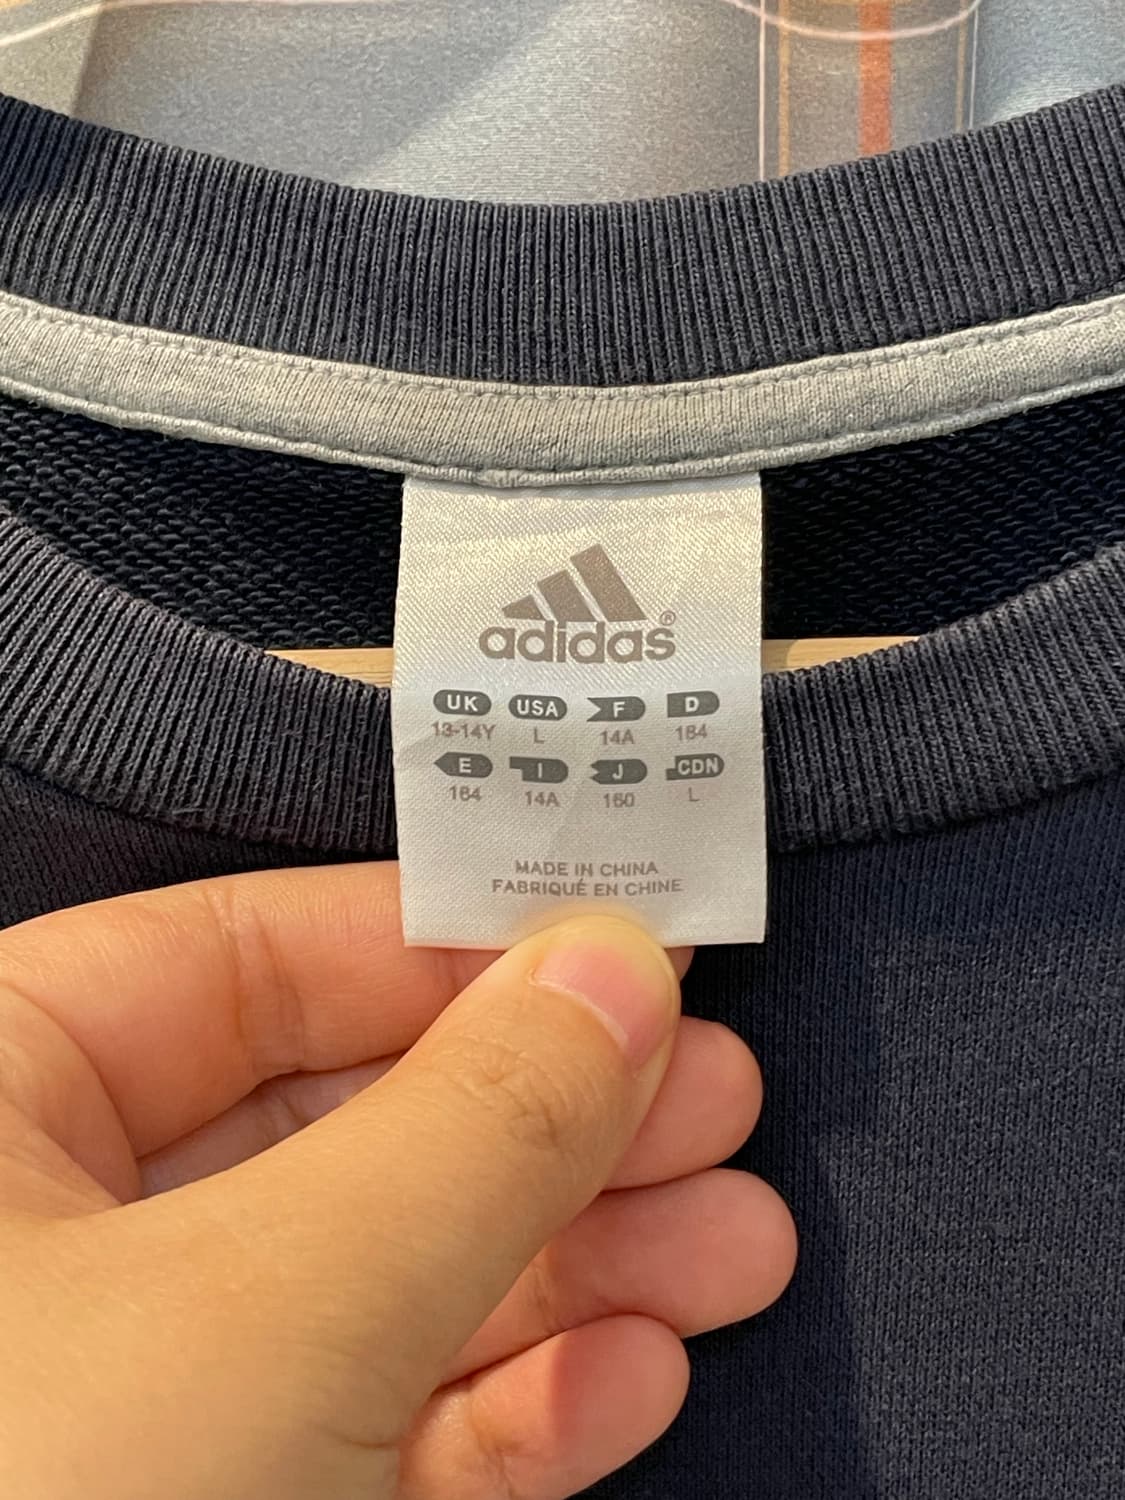 adidas®
UK USA F D
13-14Y L 14A 164
E I J CDN
164 14A 160 L
MADE IN CHINA
FABRIQUÉ EN CHINE